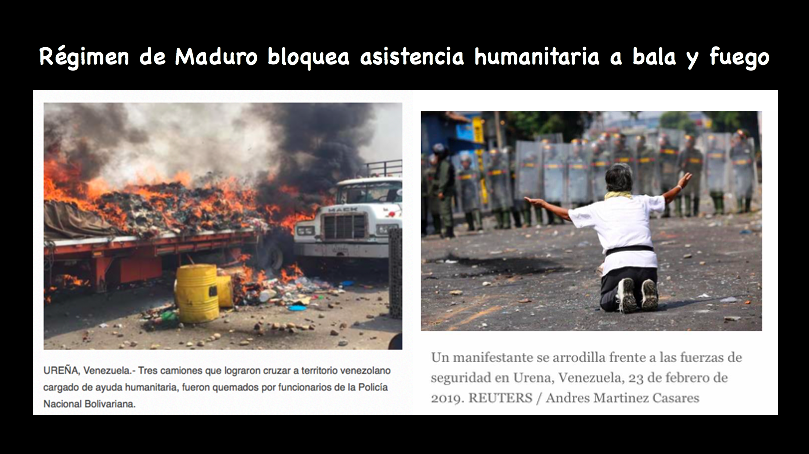 Régimen de Maduro bloquea asistencia humanitaria a bala y fuego
MACK
UREÑA, Venezuela.- Tres camiones que lograron cruzar a territorio venezolano
cargado de ayuda humanitaria, fueron quemados por funcionarios de la Policía
Nacional Bolivariana.
Un manifestante se arrodilla frente a las fuerzas de
seguridad en Urena, Venezuela, 23 de febrero de
2019. REUTERS / Andres Martinez Casares